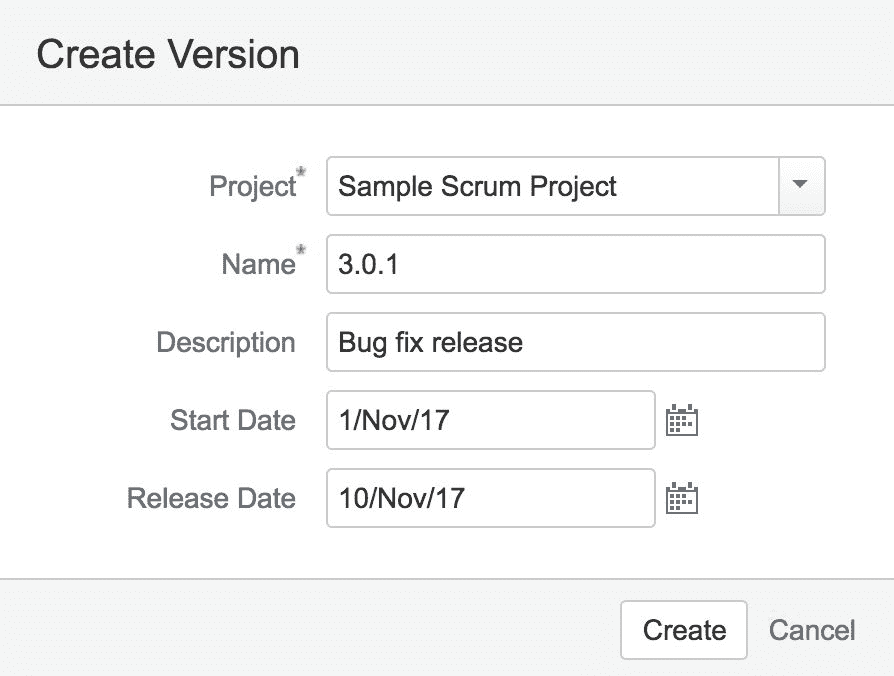 Create Version
Project* Sample Scrum Project
Name* 3.0.1
Description Bug fix release
Start Date 1/Nov/17
Release Date 10/Nov/17
Create Cancel